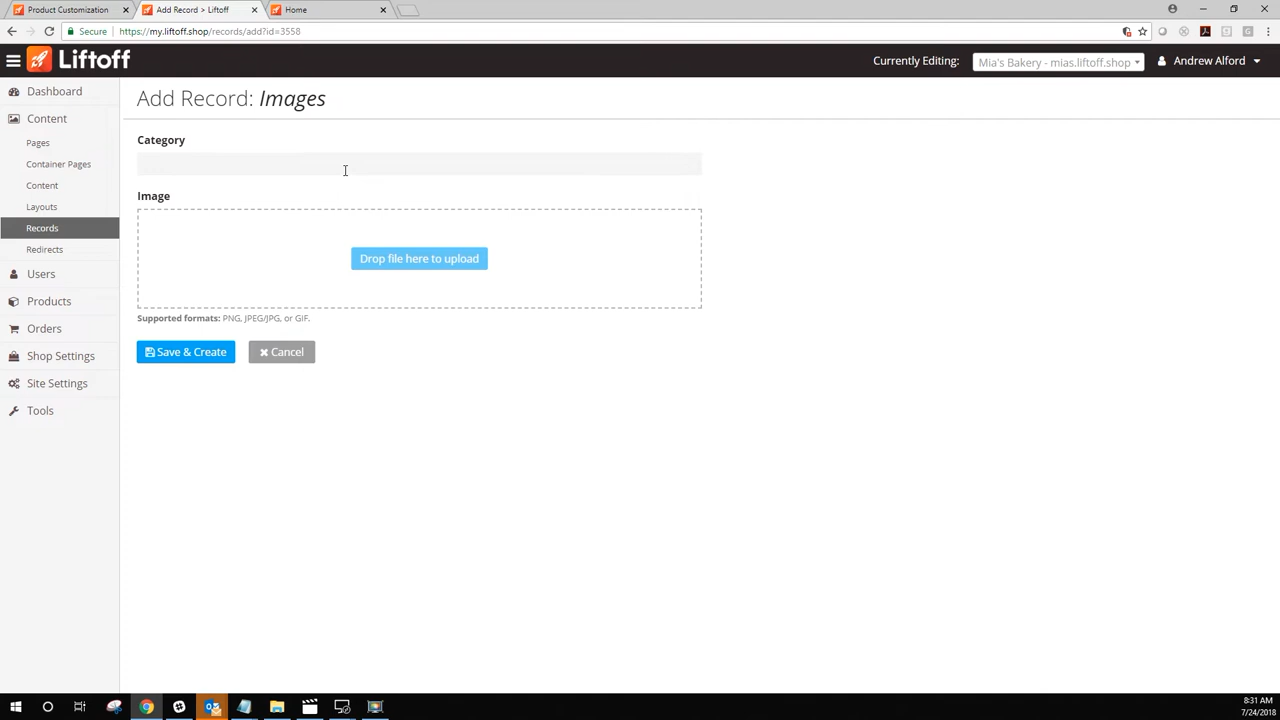 Product Customization
Add Record > Liftoff
Home
Secure
https://my.liftoff.shop/records/add?id=3558
Liftoff
Currently Editing:
Mia's Bakery - mias.liftoff.shop
Andrew Alford
Dashboard
Content
Pages
Container Pages
Content
Layouts
Records
Redirects
Users
Products
Orders
Shop Settings
Site Settings
Tools
Add Record: Images
Category
Image
Drop file here to upload
Supported formats: PNG, JPEG/JPG, or GIF.
Save & Create
Cancel
8:31 AM
7/24/2018